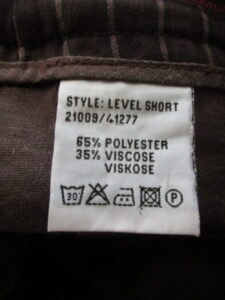 STYLE: LEVEL SHORT
21009/41277
65% POLYESTER
35% VISCOSE
VISKOSE
30 P